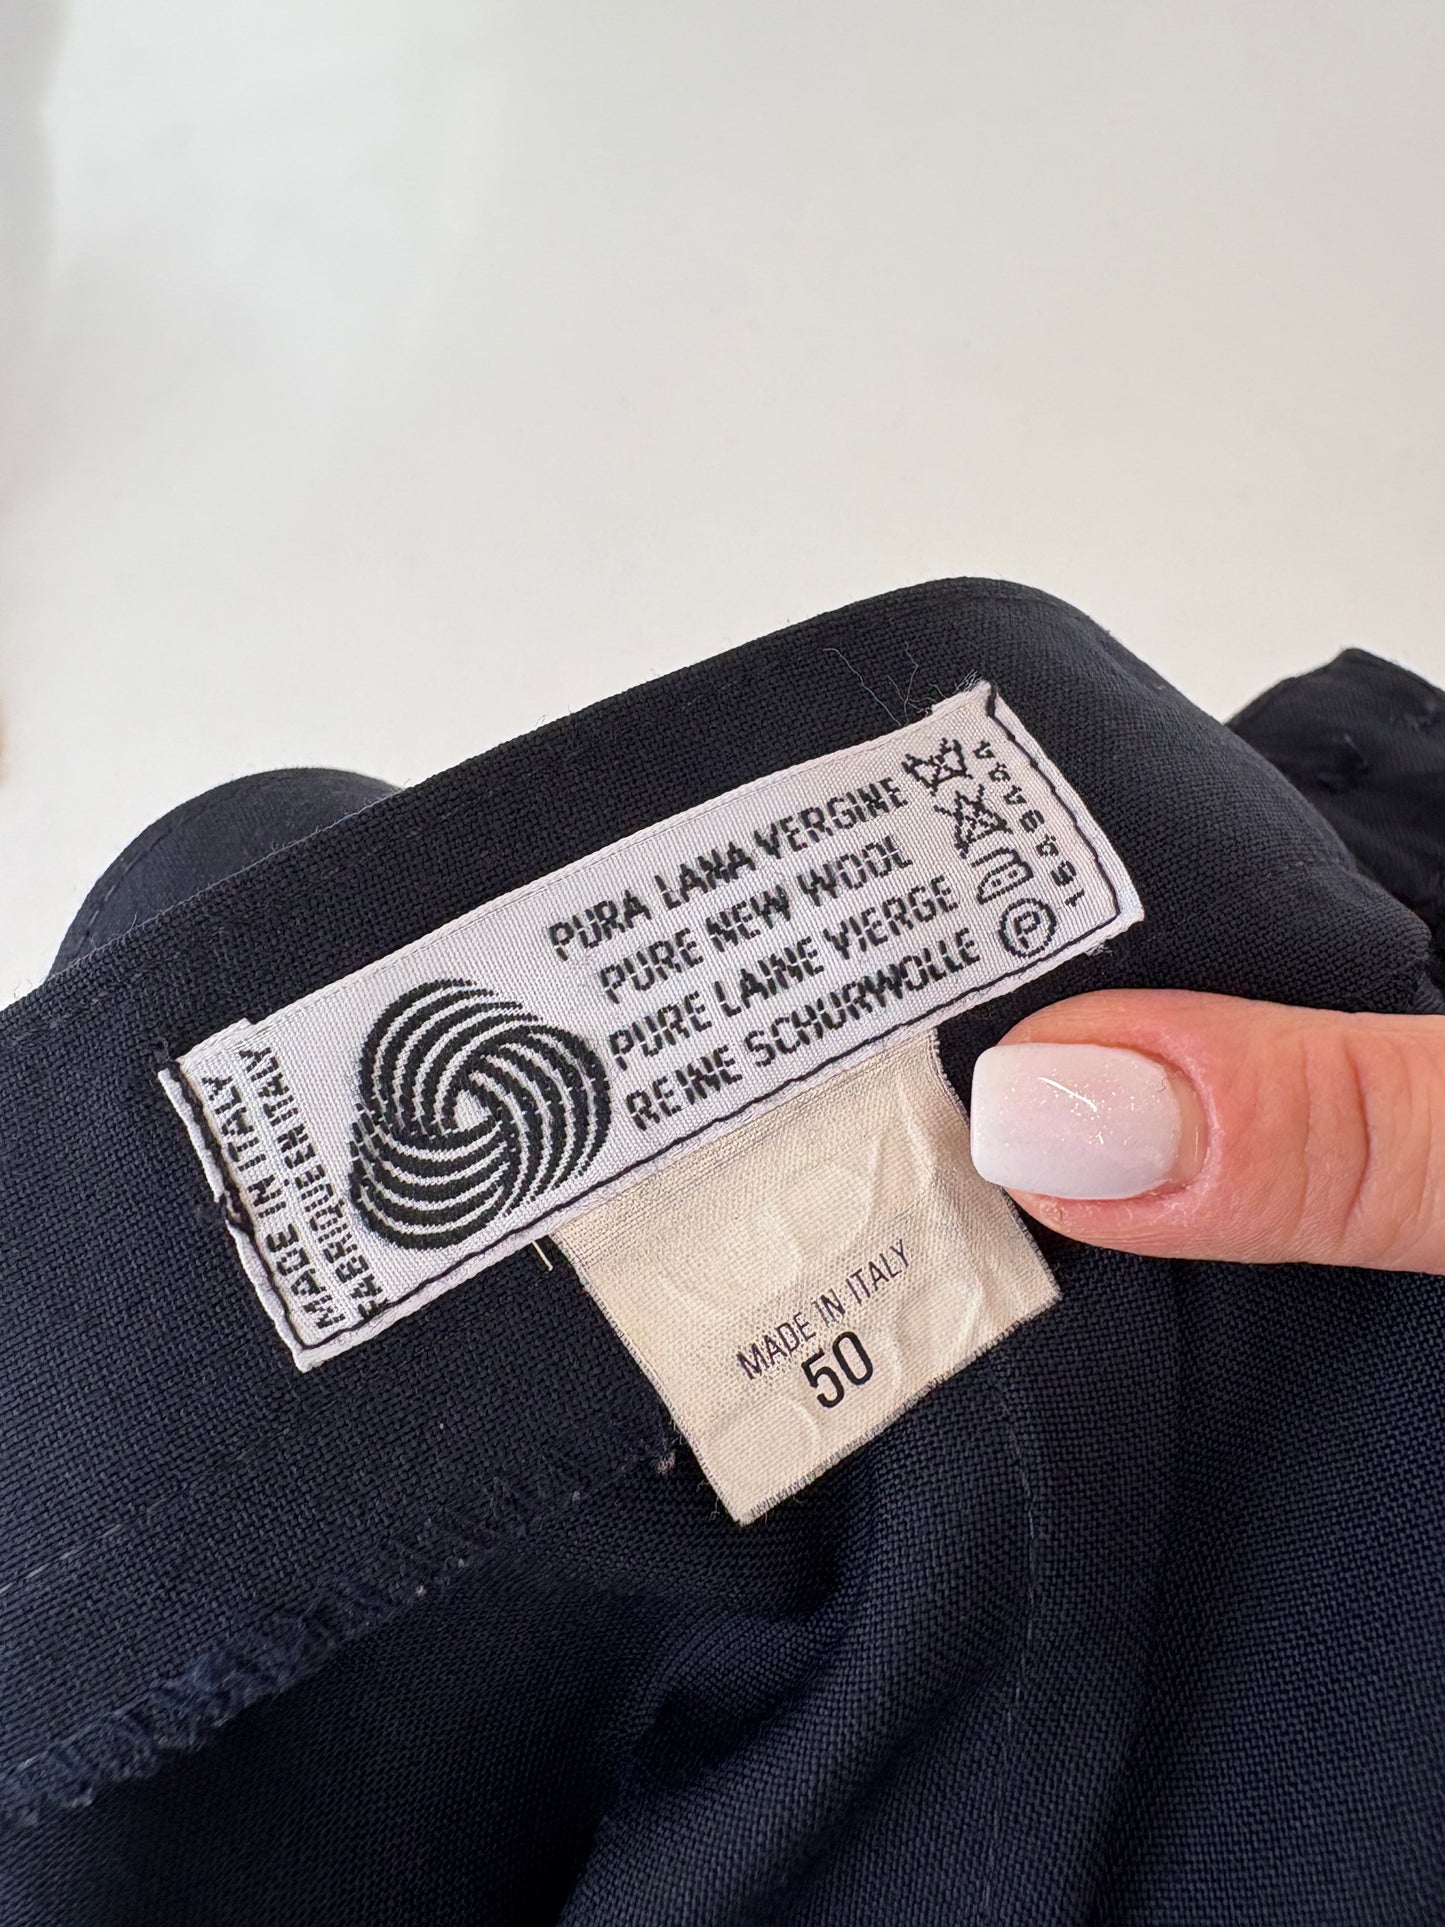 PURA LANA VERGINE
PURE NEW WOOL
PURE LAINE VIERGE
REINE SCHURWOLLE
P
MADE IN ITALY
FABRIQUE EN ITALY
MADE IN ITALY
50